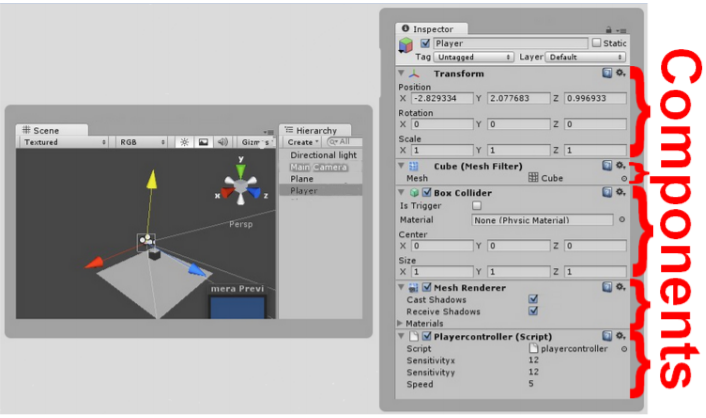 Scene
Textured RGB Gizmos
y
x z
Persp
mera Previ
Hierarchy
Create All
Directional light
Main Camera
Plane
Player
Inspector
Player Static
Tag Untagged Layer Default
Transform
Position
X -2.829334 Y 2.077683 Z 0.996933
Rotation
X 0 Y 0 Z 0
Scale
X 1 Y 1 Z 1
Cube (Mesh Filter)
Mesh Cube
Box Collider
Is Trigger
Material None (Physic Material)
Center
X 0 Y 0 Z 0
Size
X 1 Y 1 Z 1
Mesh Renderer
Cast Shadows
Receive Shadows
Materials
Playercontroller (Script)
Script playercontroller
Sensitivityx 12
Sensitivityy 12
Speed 5
Components